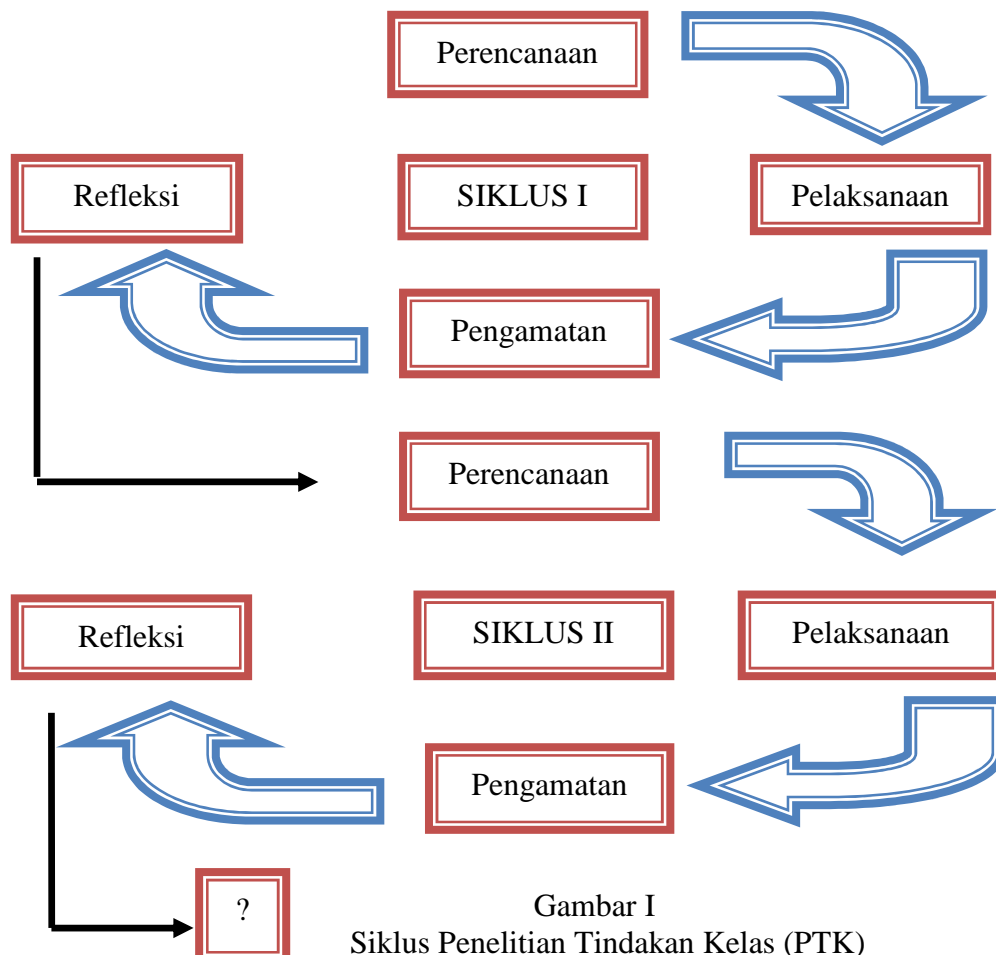 Perencanaan
Refleksi
SIKLUS I
Pelaksanaan
Pengamatan
Perencanaan
Refleksi
SIKLUS II
Pelaksanaan
Pengamatan
?
Gambar I
Siklus Penelitian Tindakan Kelas (PTK)